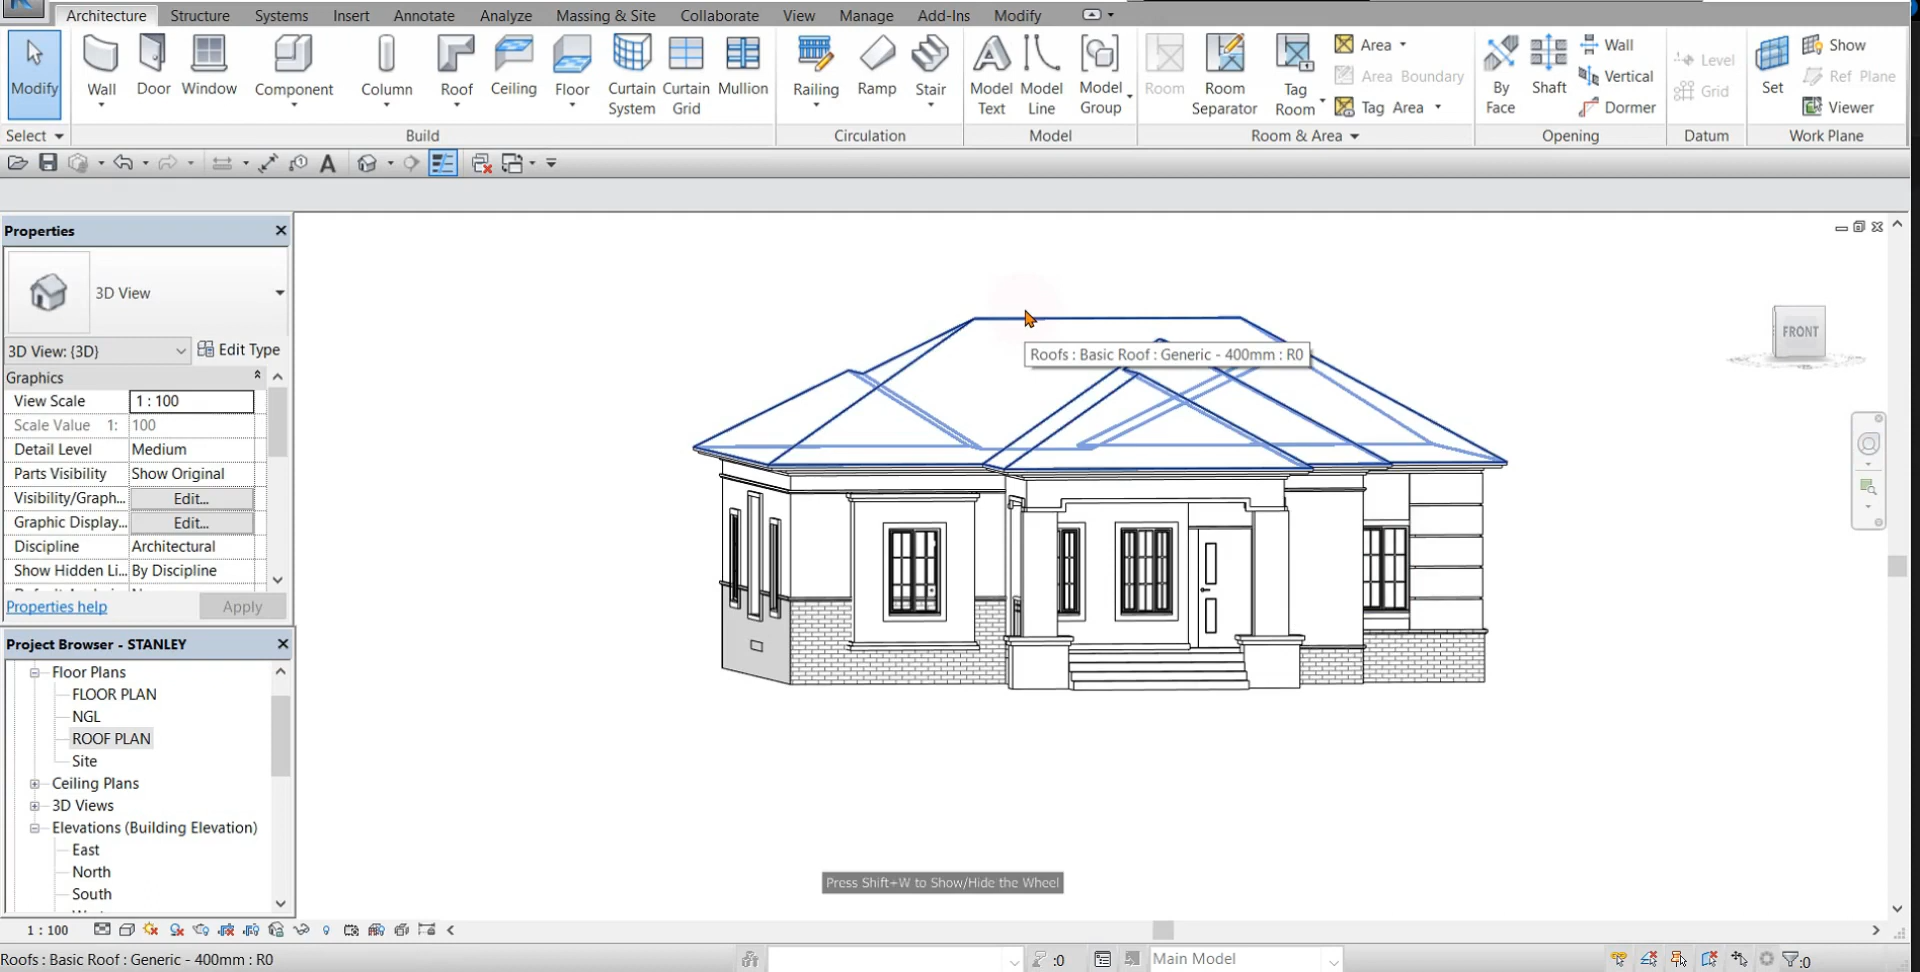 Architecture Structure Systems Insert Annotate Analyze Massing & Site Collaborate View Manage Add-Ins Modify
Modify
Wall
Door
Window
Component
Column
Roof
Ceiling
Floor
Curtain System
Curtain Grid
Mullion
Railing
Ramp
Stair
Model Text
Model Line
Model Group
Room
Room Separator
Tag Room
Area
Area Boundary
Tag Area
By Face
Shaft
Wall
Vertical
Dormer
Level
Grid
Set
Show
Ref Plane
Viewer
Select Build Circulation Model Room & Area Opening Datum Work Plane
A
Properties
3D View
3D View: {3D} Edit Type
Graphics
View Scale 1 : 100
Scale Value 1: 100
Detail Level Medium
Parts Visibility Show Original
Visibility/Graph... Edit...
Graphic Display... Edit...
Discipline Architectural
Show Hidden Li... By Discipline
Properties help Apply
Project Browser - STANLEY
Floor Plans
FLOOR PLAN
NGL
ROOF PLAN
Site
Ceiling Plans
3D Views
Elevations (Building Elevation)
East
North
South
Roofs : Basic Roof : Generic - 400mm : R0
FRONT
Press Shift+W to Show/Hide the Wheel
1 : 100
Roofs : Basic Roof : Generic - 400mm : R0
:0
Main Model
:0